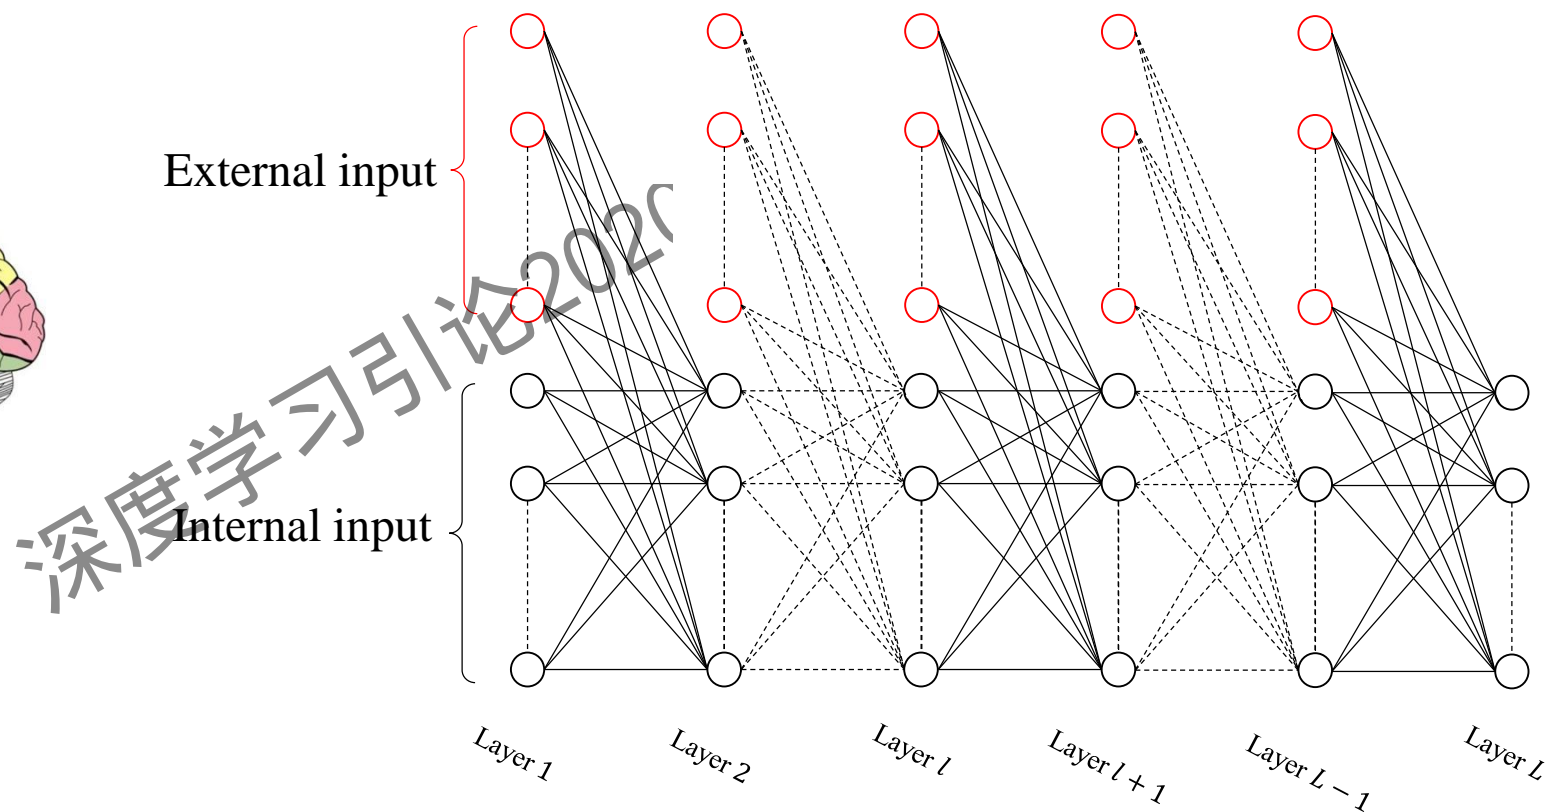 External input
深度学习引论202
Internal input
Layer 1
Layer 2
Layer l
Layer l + 1
Layer L − 1
Layer L